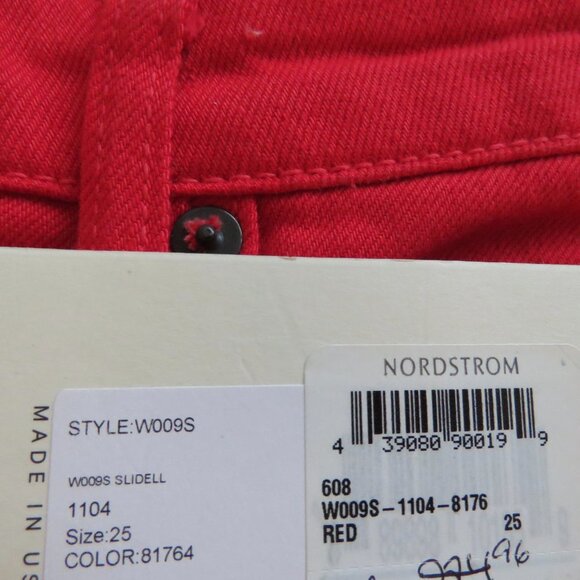 MADE IN US
STYLE:W009S
W009S SLIDELL
1104
Size:25
COLOR:81764
NORDSTROM
4 39080 90019 9
608
W009S-1104-8176
RED 25